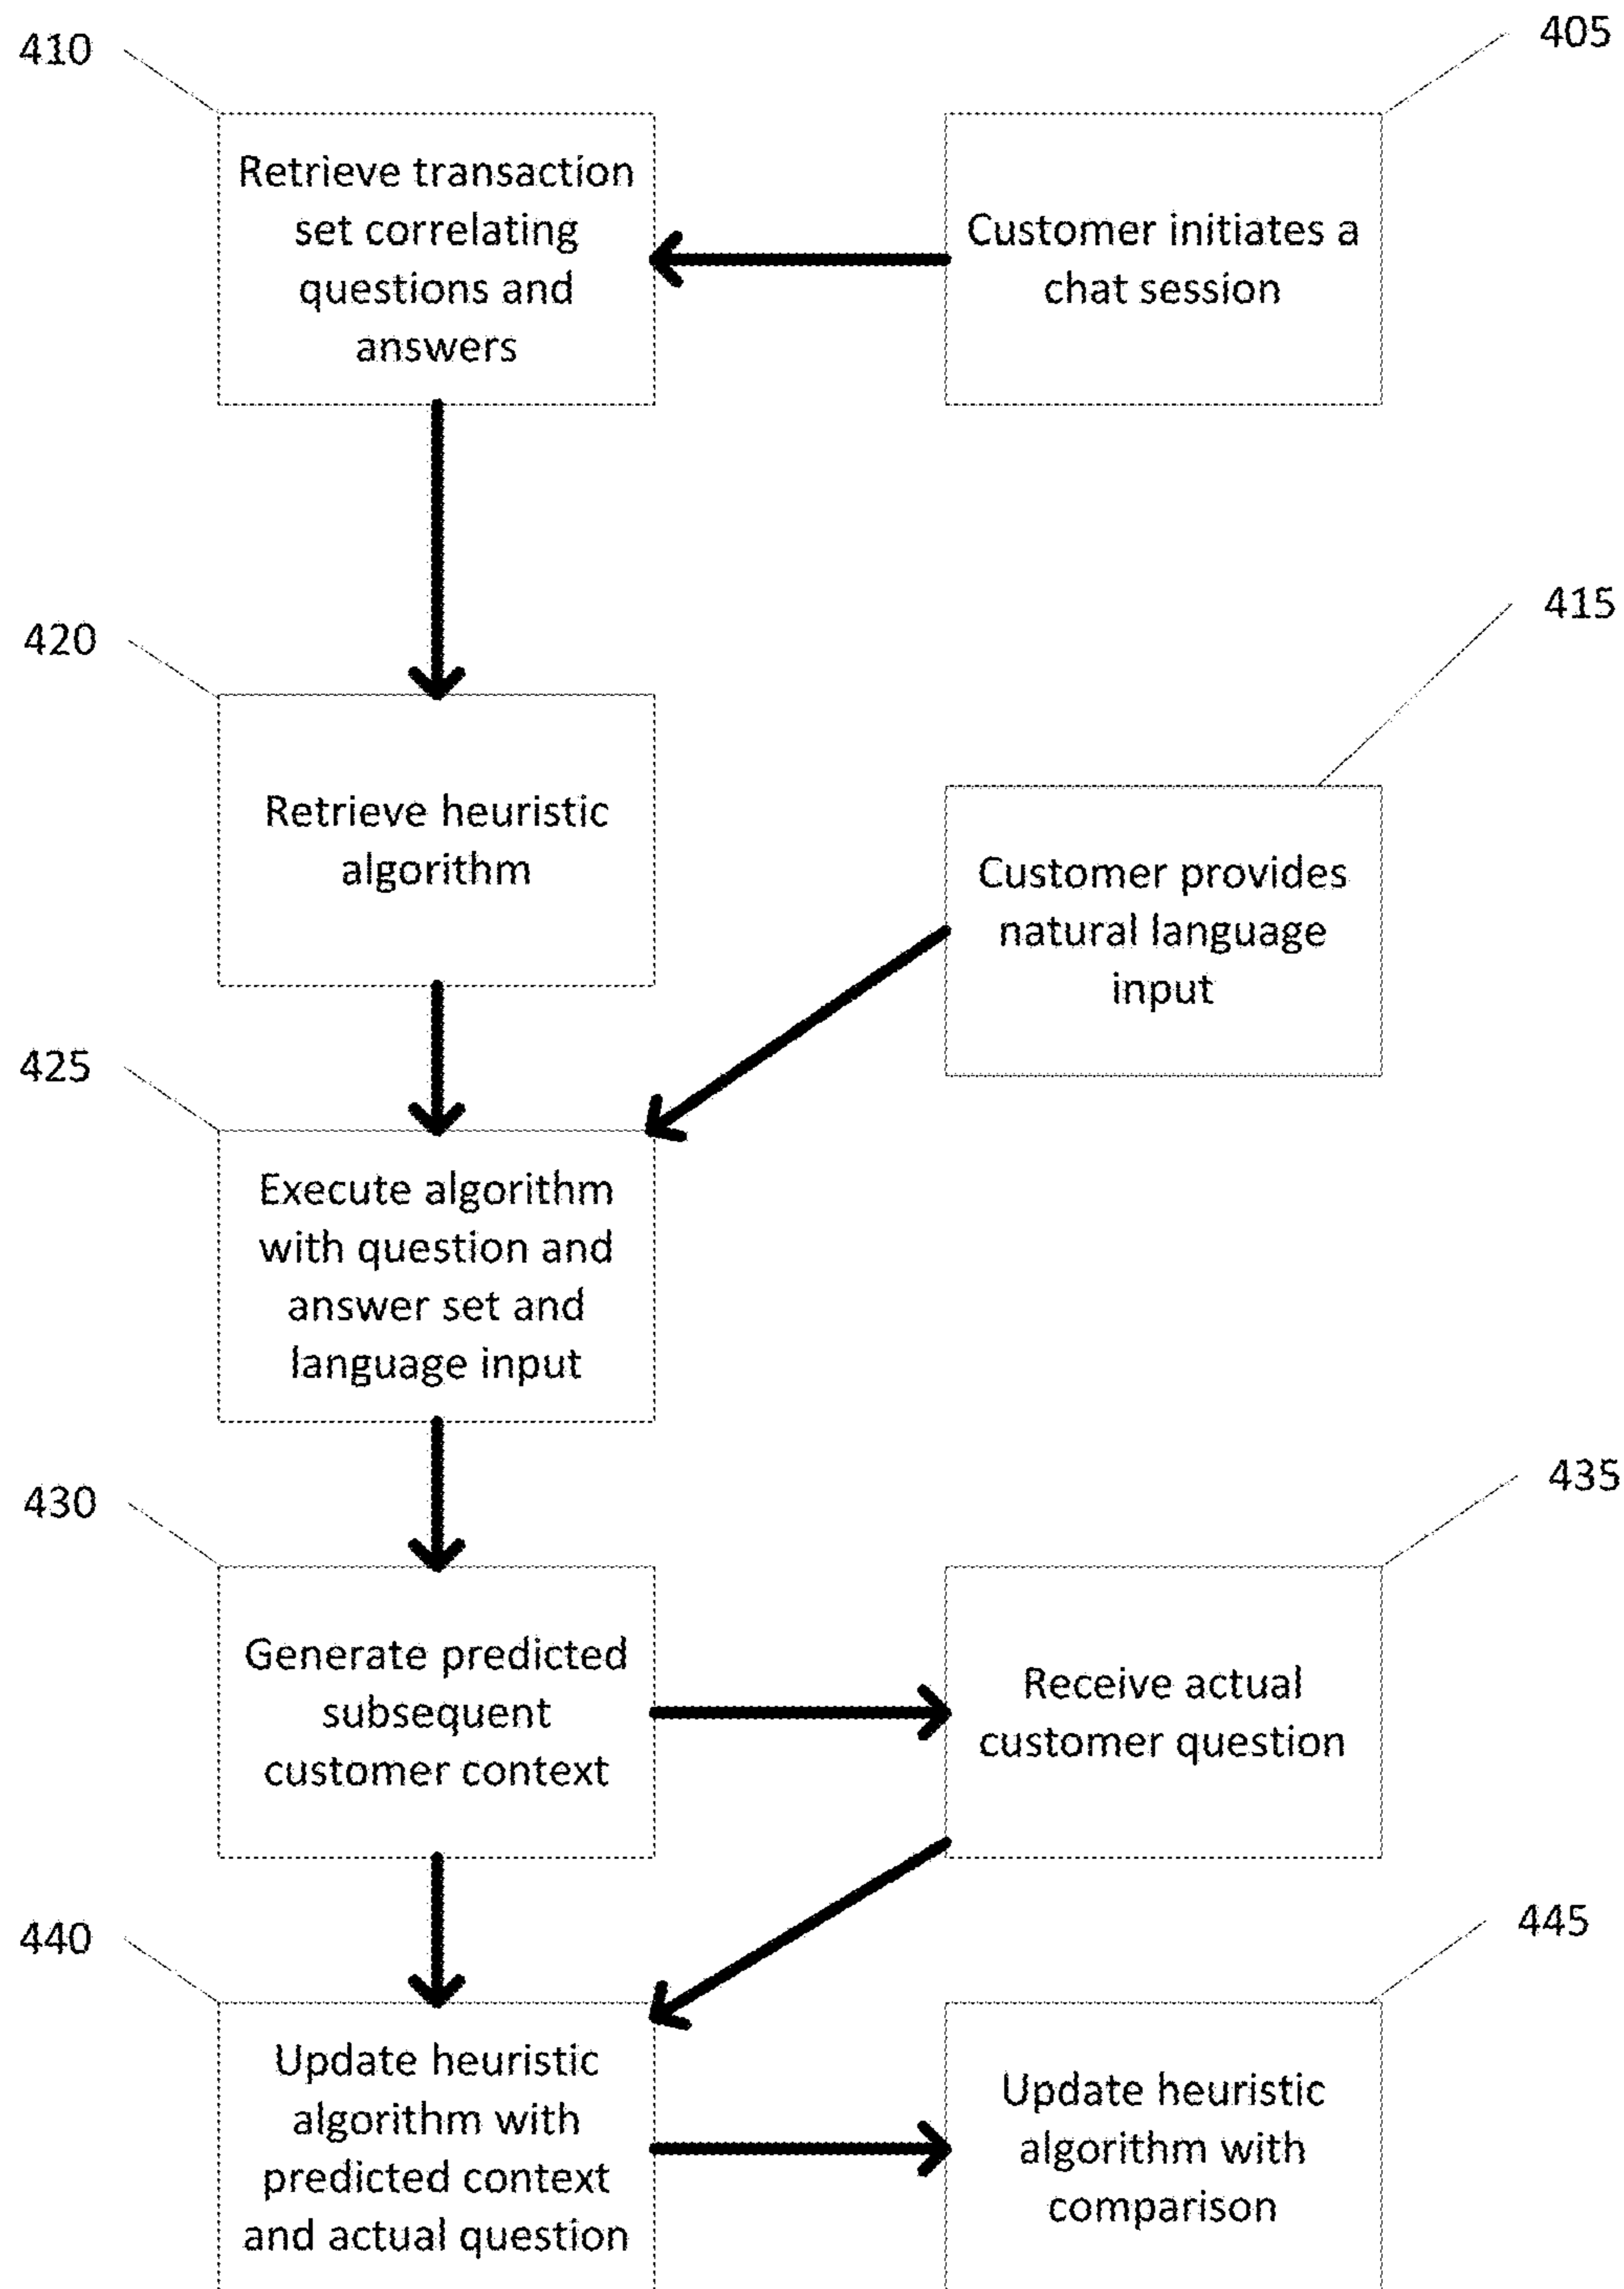 405
410
Retrieve transaction
set correlating
questions and
answers
Customer initiates a
chat session
415
420
Retrieve heuristic
algorithm
Customer provides
natural language
input
425
Execute algorithm
with question and
answer set and
language input
430
435
Generate predicted
subsequent
customer context
Receive actual
customer question
440
445
Update heuristic
algorithm with
predicted context
and actual question
Update heuristic
algorithm with
comparison